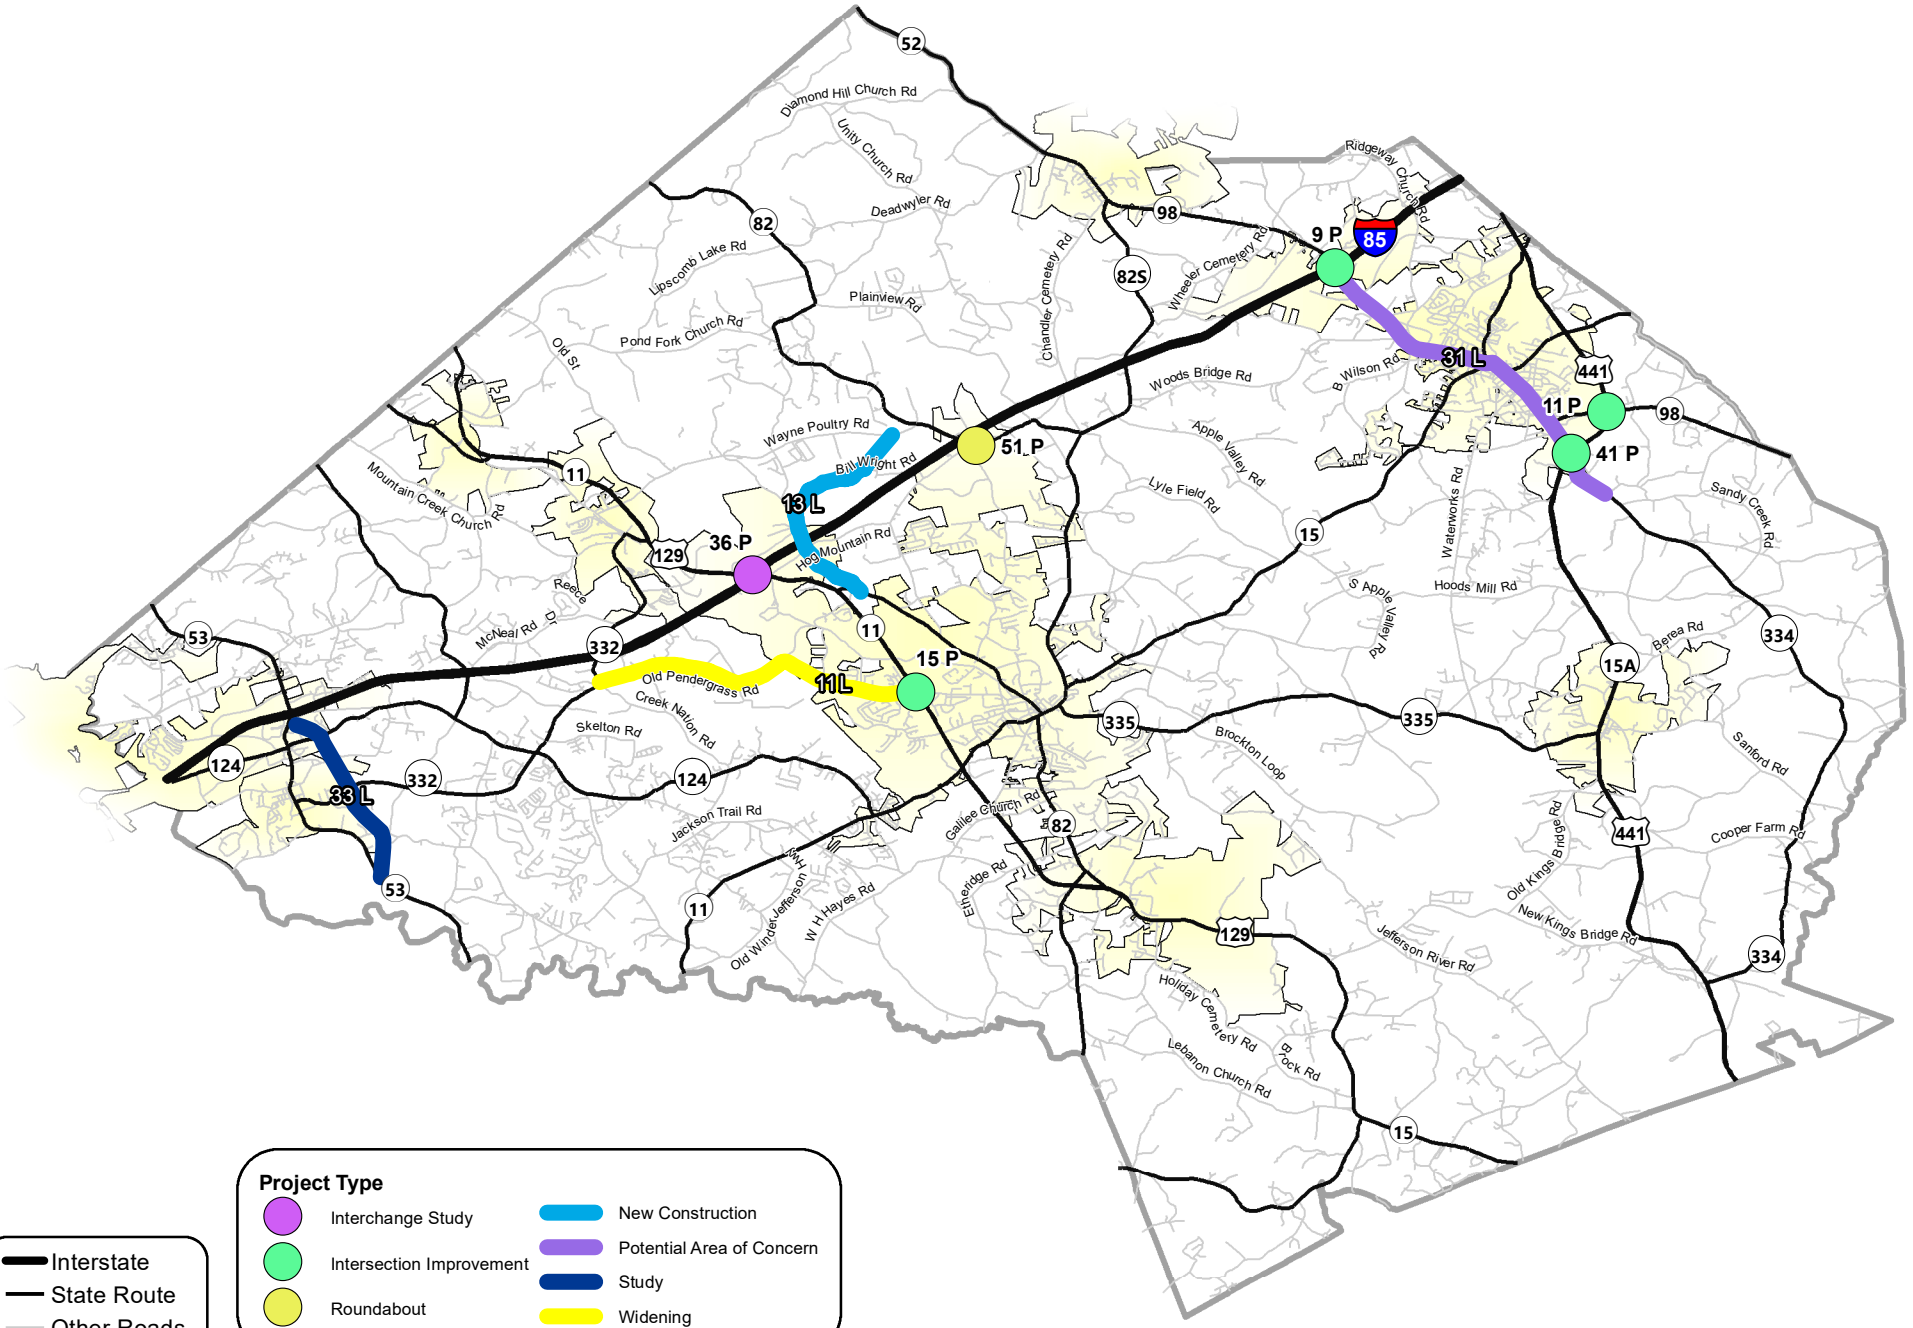 52
Diamond Hill Church Rd
Unity Church Rd
Ridgeway Church Rd
Deadwyler Rd
98
82
9 P
85
Lipscomb Lake Rd
Chandler Cemetery Rd
82S
Wheeler Cemetery Rd
Plainview Rd
Pond Fork Church Rd
Old St
31 L
441
B Wilson Rd
Woods Bridge Rd
11 P
98
Wayne Poultry Rd
51 P
Bill Wright Rd
Apple Valley Rd
41 P
11
Mountain Creek Church Rd
13 L
Lyle Field Rd
Waterworks Rd
Sandy Creek Rd
129
36 P
Hog Mountain Rd
15
Reece
Dr
S Apple Valley Rd
Hoods Mill Rd
McNeal Rd
53
332
11
334
Berea Rd
15 P
15A
Old Pendergrass Rd
11L
Creek Nation Rd
Skelton Rd
335
335
Brockton Loop
Sanford Rd
124
332
124
33 L
Jackson Trail Rd
Galilee Church Rd
82
441
Cooper Farm Rd
Old Kings Bridge Rd
53
11
Old Winder Jefferson Hwy
W H Hayes Rd
Etheridge Rd
New Kings Bridge Rd
129
Jefferson River Rd
334
Holiday Cemetery Rd
Brock Rd
Lebanon Church Rd
15
Project Type
Interchange Study
Intersection Improvement
Roundabout
New Construction
Potential Area of Concern
Study
Widening
Interstate
State Route
Other Roads